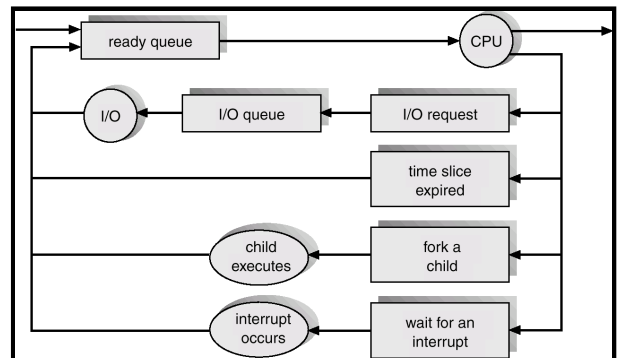 ready queue
CPU
I/O
I/O queue
I/O request
time slice
expired
child
executes
fork a
child
interrupt
occurs
wait for an
interrupt